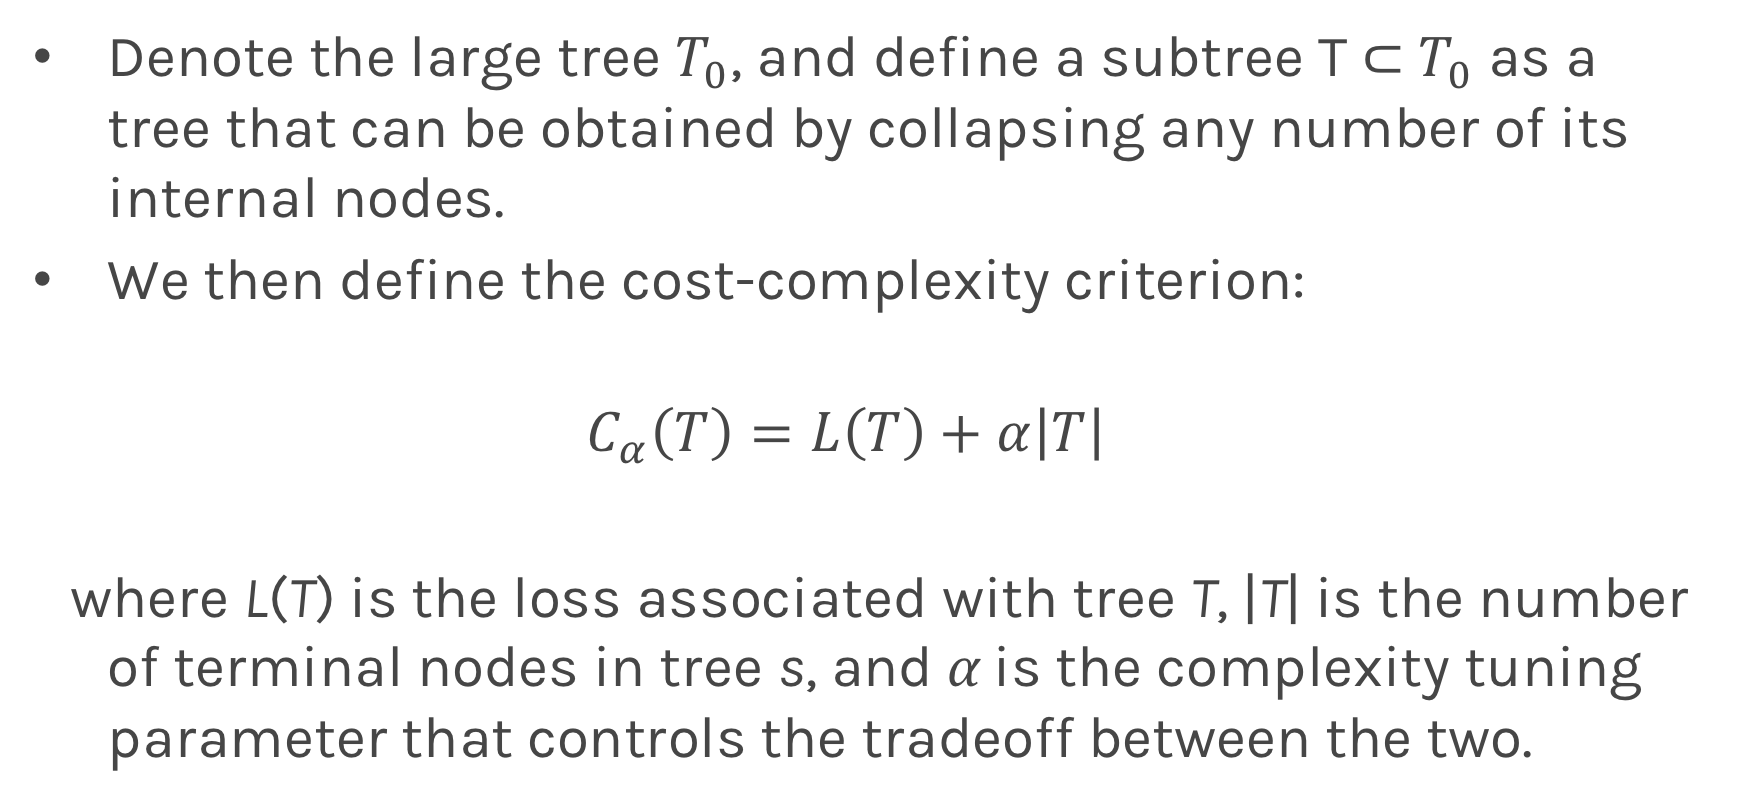 • Denote the large tree 𝑇₀, and define a subtree T ⊂ 𝑇₀ as a
tree that can be obtained by collapsing any number of its
internal nodes.
• We then define the cost-complexity criterion:
𝐶_𝛼(𝑇) = 𝐿(𝑇) + 𝛼|𝑇|
where L(T) is the loss associated with tree T, |T| is the number
of terminal nodes in tree s, and 𝛼 is the complexity tuning
parameter that controls the tradeoff between the two.